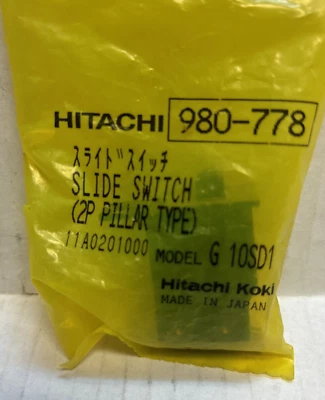 HITACHI 980-778
ｽﾗｲﾄﾞｽｲｯﾁ
SLIDE SWITCH
(2P PILLAR TYPE)
11A0201000 MODEL G 10SD1
Hitachi Koki
MADE IN JAPAN